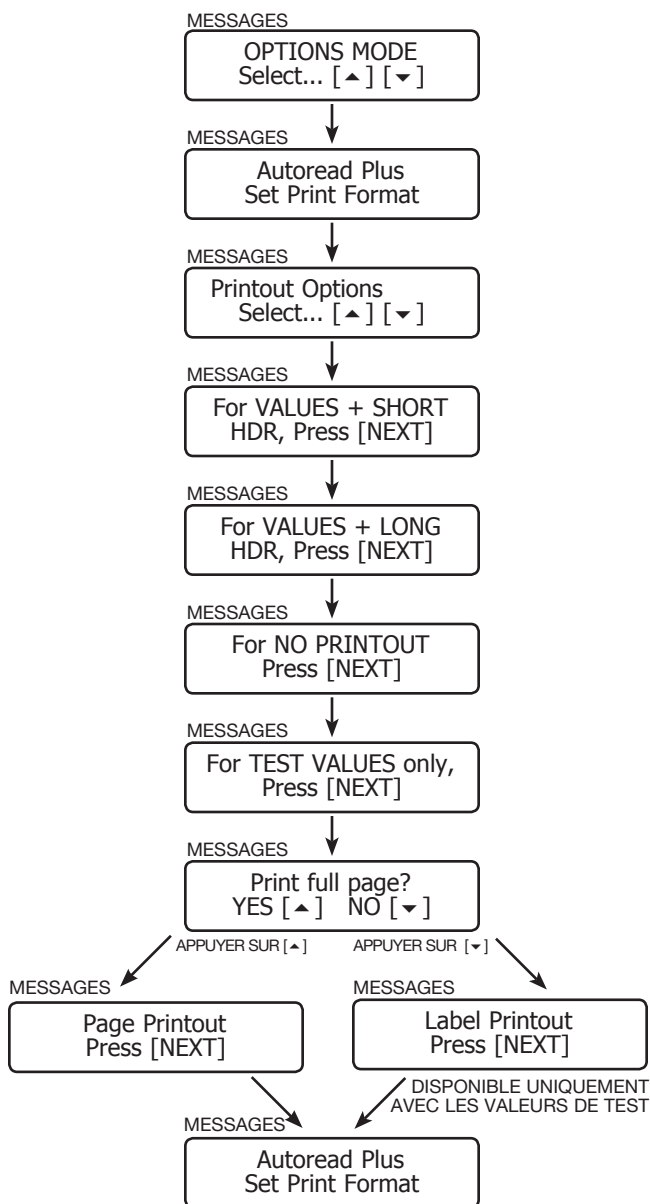 MESSAGES
OPTIONS MODE
Select... [▲] [▼]
MESSAGES
Autoread Plus
Set Print Format
MESSAGES
Printout Options
Select... [▲] [▼]
MESSAGES
For VALUES + SHORT
HDR, Press [NEXT]
MESSAGES
For VALUES + LONG
HDR, Press [NEXT]
MESSAGES
For NO PRINTOUT
Press [NEXT]
MESSAGES
For TEST VALUES only,
Press [NEXT]
MESSAGES
Print full page?
YES [▲] NO [▼]
APPUYER SUR [▲]
APPUYER SUR [▼]
MESSAGES
Page Printout
Press [NEXT]
MESSAGES
Label Printout
Press [NEXT]
DISPONIBLE UNIQUEMENT
AVEC LES VALEURS DE TEST
MESSAGES
Autoread Plus
Set Print Format